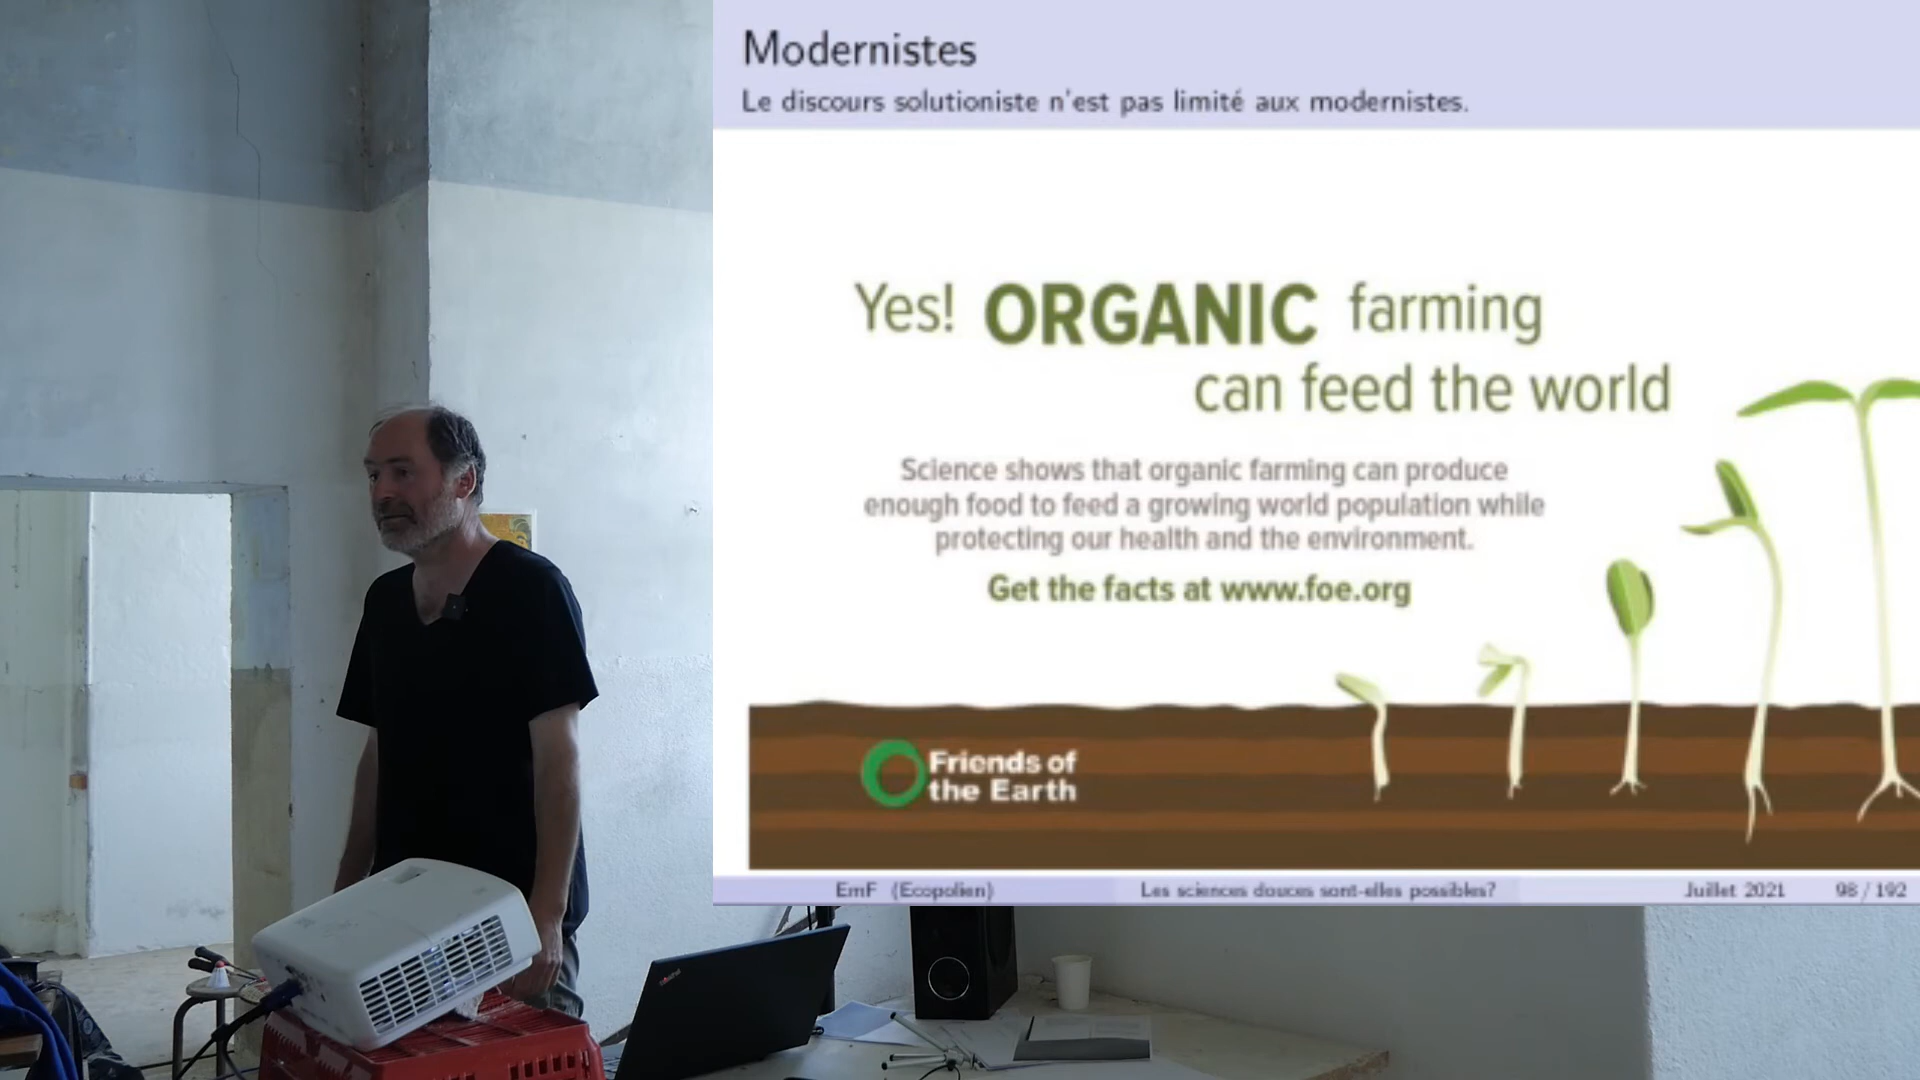 Modernistes
Le discours solutioniste n'est pas limité aux modernistes.
Yes! ORGANIC farming
can feed the world
Science shows that organic farming can produce
enough food to feed a growing world population while
protecting our health and the environment.
Get the facts at www.foe.org
Friends of
the Earth
EmF (Ecopolien)
Les sciences douces sont-elles possibles?
Juillet 2021
98 / 192